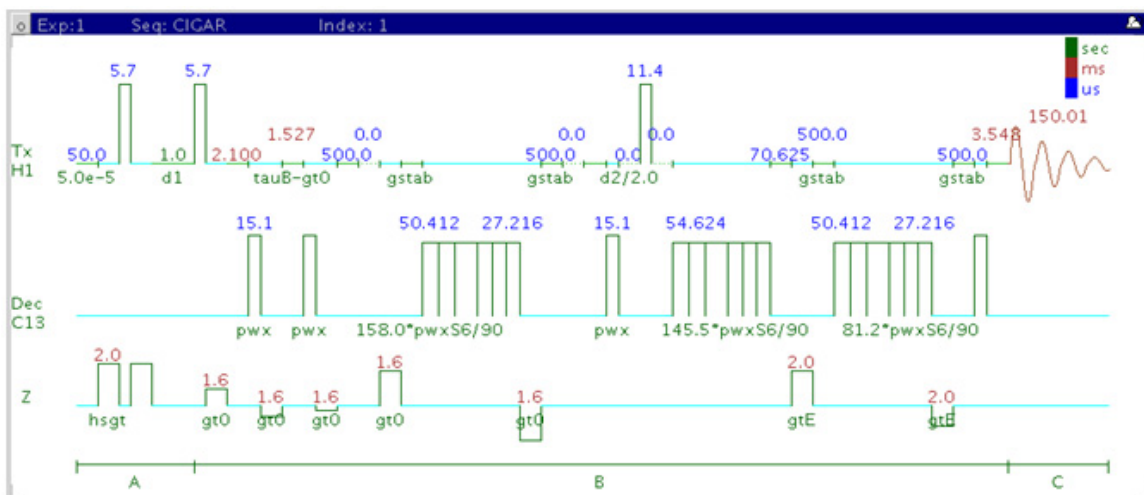 Exp:1 Seq: CIGAR Index: 1
sec
ms
us
5.7 5.7 11.4 150.01
1.527 0.0 0.0 0.0 500.0 3.548
Tx
H1
50.0 1.0 2.100 500.0 500.0 0.0 70.625 500.0
5.0e-5 d1 tauB-gt0 gstab gstab d2/2.0 gstab gstab
15.1 50.412 27.216 15.1 54.624 50.412 27.216
Dec
C13
pwx pwx 158.0*pwxS6/90 pwx 145.5*pwxS6/90 81.2*pwxS6/90
2.0 1.6 1.6 1.6 1.6 1.6 2.0 2.0
Z
hsgt gt0 gt0 gt0 gt0 gt0 gtE gtE
A B C